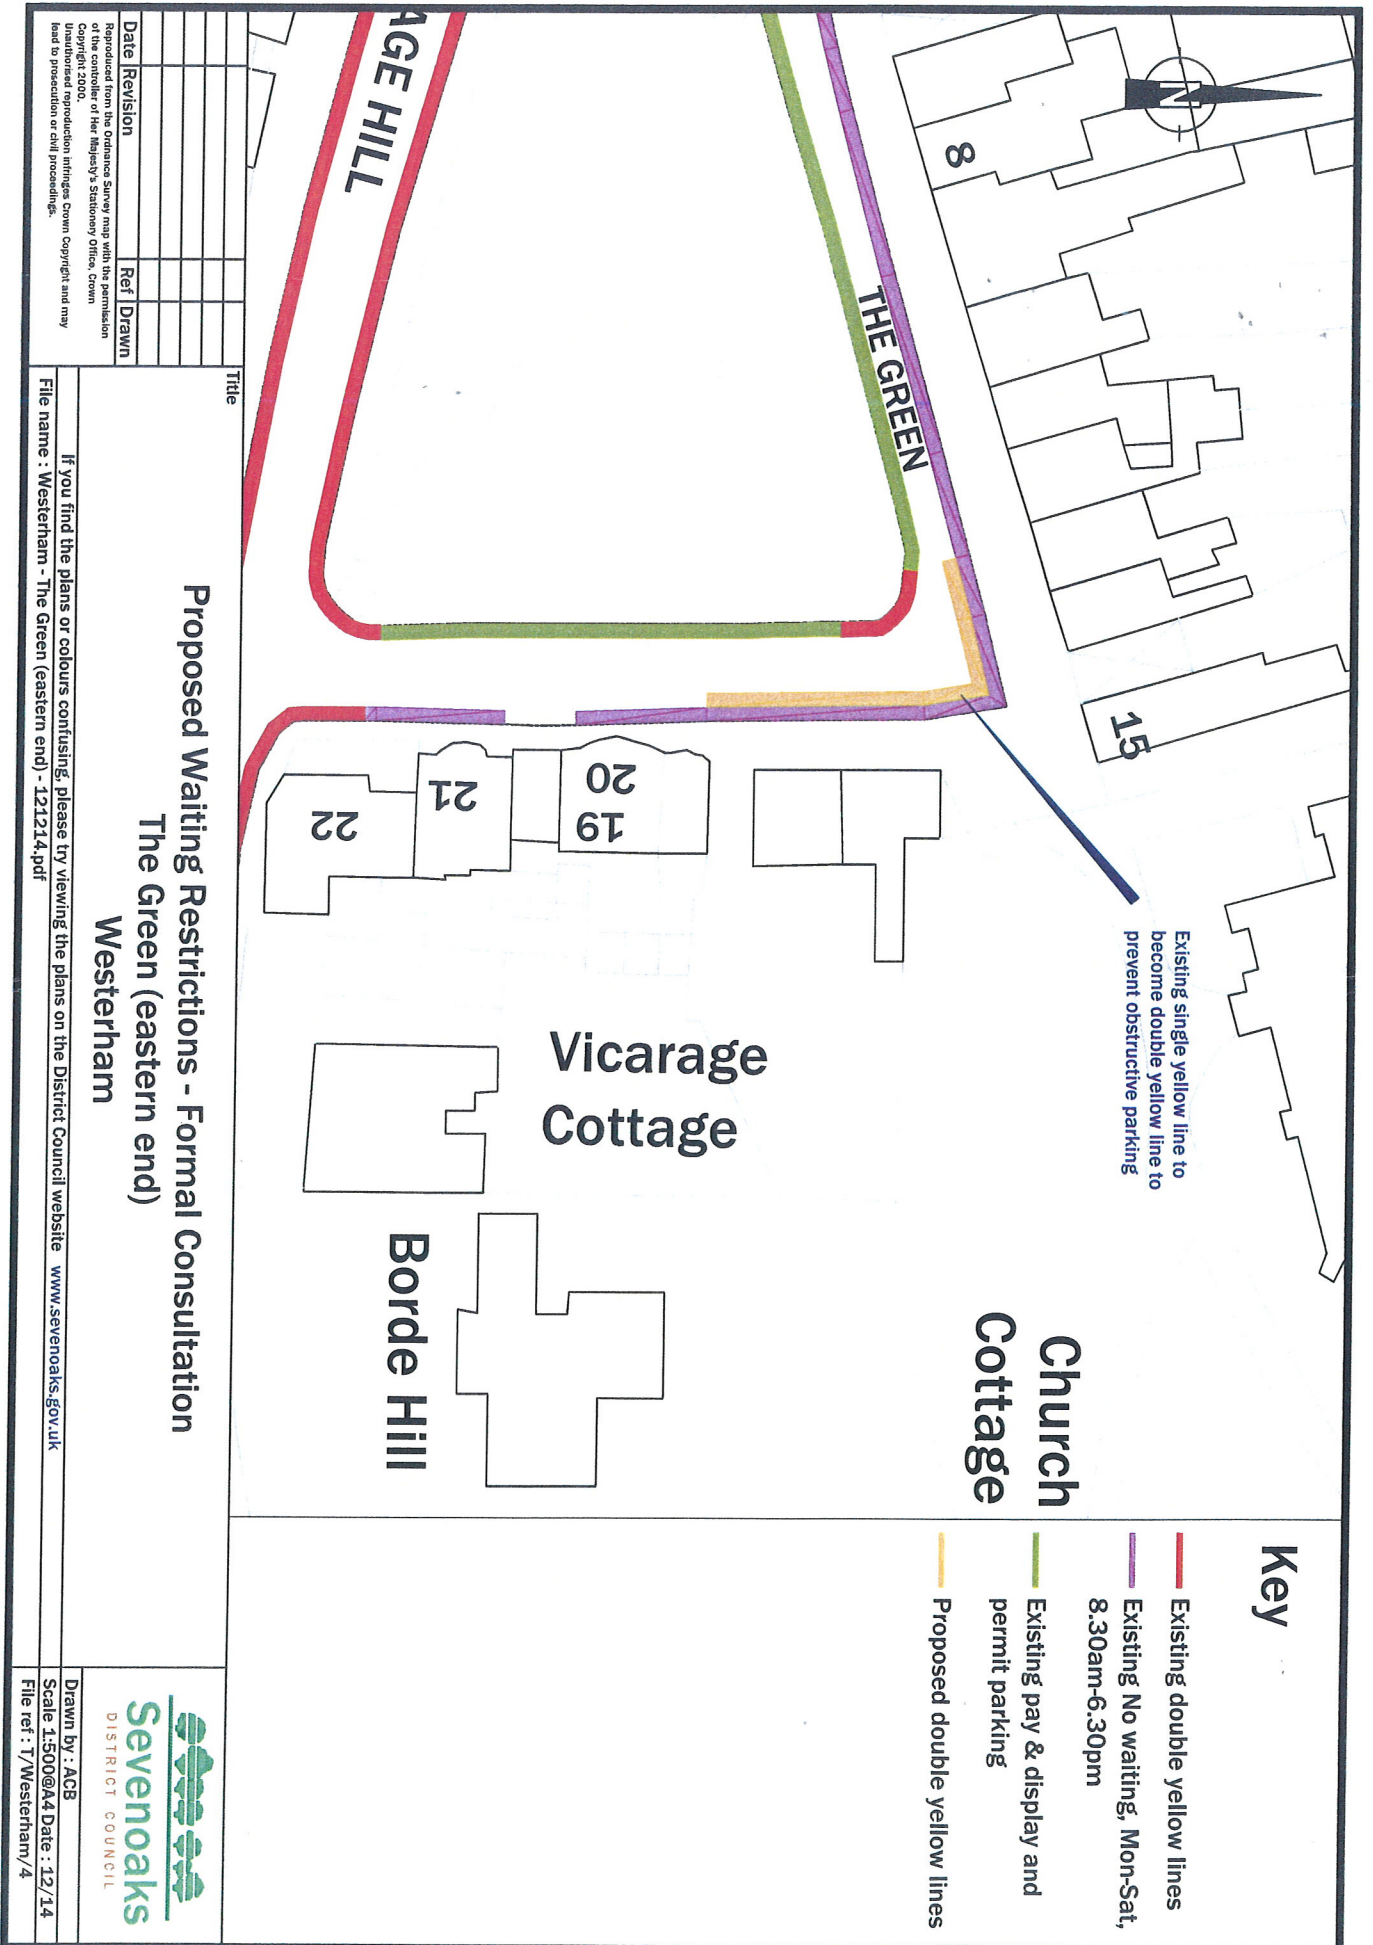 N
8
15
THE GREEN
AGE HILL
20
19
21
22
Existing single yellow line to
become double yellow line to
prevent obstructive parking
Vicarage
Cottage
Church
Cottage
Borde Hill
Key
Existing double yellow lines
Existing No waiting, Mon-Sat,
8.30am-6.30pm
Existing pay & display and
permit parking
Proposed double yellow lines
Date Revision Ref Drawn
Reproduced from the Ordnance Survey map with the permission
of the controller of Her Majesty's Stationery Office, Crown
Copyright 2000.
Unauthorised reproduction infringes Crown Copyright and may
lead to prosecution or civil proceedings.
Title
Proposed Waiting Restrictions - Formal Consultation
The Green (eastern end)
Westerham
If you find the plans or colours confusing, please try viewing the plans on the District Council website www.sevenoaks.gov.uk
File name : Westerham - The Green (eastern end) - 121214.pdf
Sevenoaks
DISTRICT COUNCIL
Drawn by : ACB
Scale 1:500@A4 Date : 12/14
File ref : T/Westerham/4